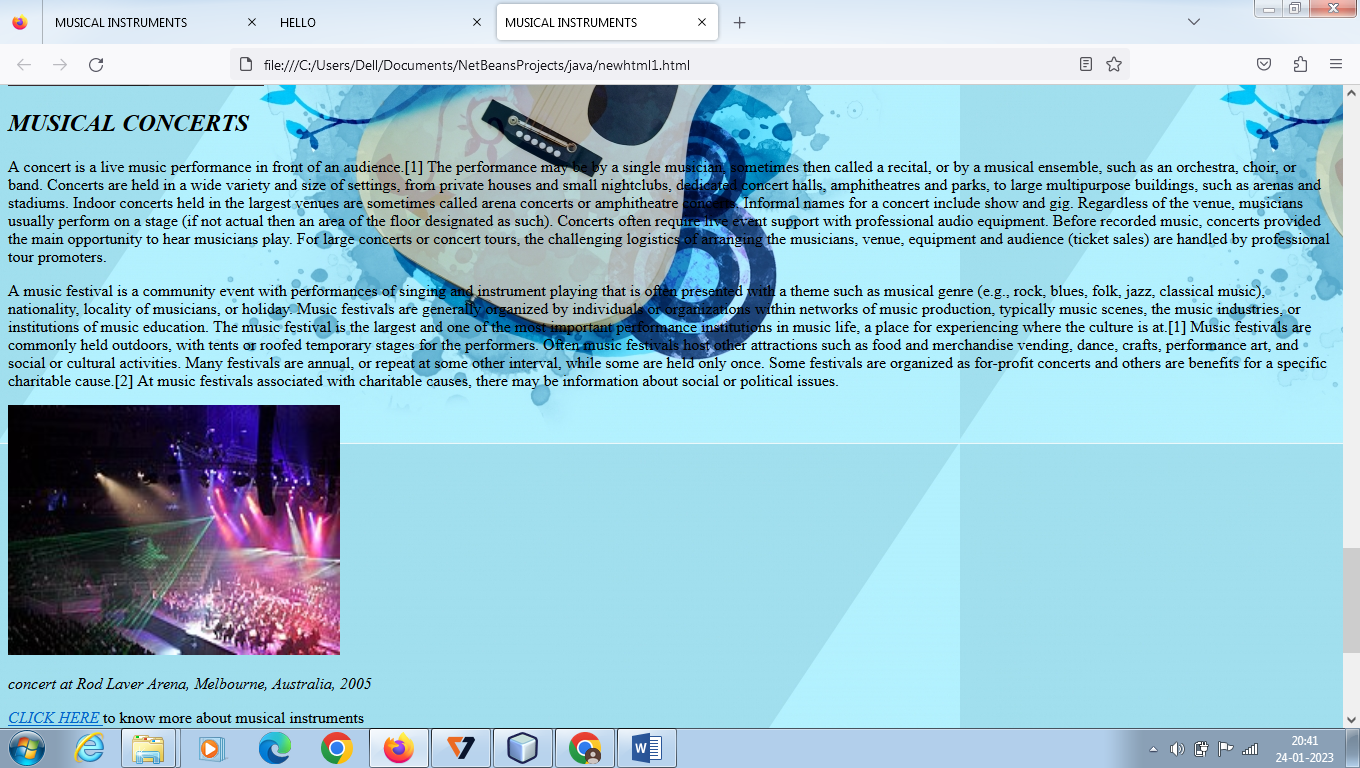 MUSICAL INSTRUMENTS
HELLO
MUSICAL INSTRUMENTS
file:///C:/Users/Dell/Documents/NetBeansProjects/java/newhtml1.html
MUSICAL CONCERTS
A concert is a live music performance in front of an audience.[1] The performance may be by a single musician, sometimes then called a recital, or by a musical ensemble, such as an orchestra, choir, or
band. Concerts are held in a wide variety and size of settings, from private houses and small nightclubs, dedicated concert halls, amphitheatres and parks, to large multipurpose buildings, such as arenas and
stadiums. Indoor concerts held in the largest venues are sometimes called arena concerts or amphitheatre concerts. Informal names for a concert include show and gig. Regardless of the venue, musicians
usually perform on a stage (if not actual then an area of the floor designated as such). Concerts often require live event support with professional audio equipment. Before recorded music, concerts provided
the main opportunity to hear musicians play. For large concerts or concert tours, the challenging logistics of arranging the musicians, venue, equipment and audience (ticket sales) are handled by professional
tour promoters.
A music festival is a community event with performances of singing and instrument playing that is often presented with a theme such as musical genre (e.g., rock, blues, folk, jazz, classical music),
nationality, locality of musicians, or holiday. Music festivals are generally organized by individuals or organizations within networks of music production, typically music scenes, the music industries, or
institutions of music education. The music festival is the largest and one of the most important performance institutions in music life, a place for experiencing where the culture is at.[1] Music festivals are
commonly held outdoors, with tents or roofed temporary stages for the performers. Often music festivals host other attractions such as food and merchandise vending, dance, crafts, performance art, and
social or cultural activities. Many festivals are annual, or repeat at some other interval, while some are held only once. Some festivals are organized as for-profit concerts and others are benefits for a specific
charitable cause.[2] At music festivals associated with charitable causes, there may be information about social or political issues.
concert at Rod Laver Arena, Melbourne, Australia, 2005
CLICK HERE to know more about musical instruments
20:41
24-01-2023